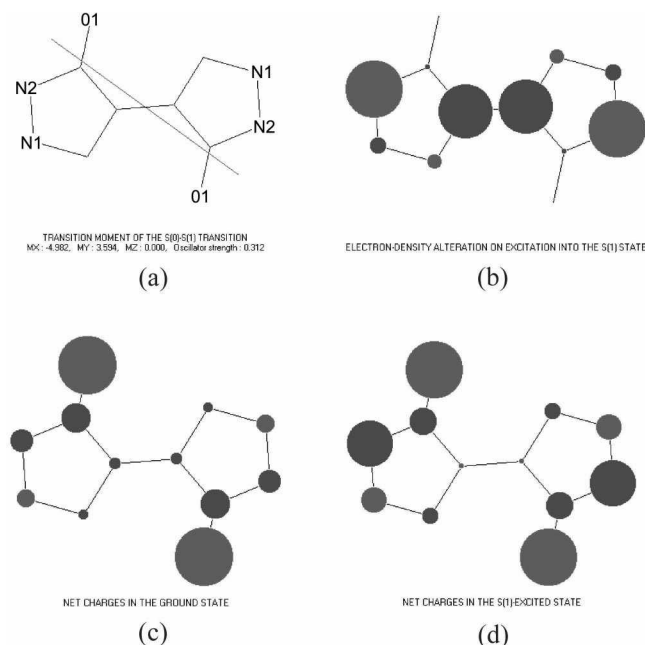 01
N1
N2
N2
N1
01
TRANSITION MOMENT OF THE S(0)-S(1) TRANSITION
MX : -4.982, MY : 3.594, MZ : 0.000, Oscillator strength : 0.312
ELECTRON-DENSITY ALTERATION ON EXCITATION INTO THE S(1) STATE
(a)
(b)
NET CHARGES IN THE GROUND STATE
NET CHARGES IN THE S(1)-EXCITED STATE
(c)
(d)